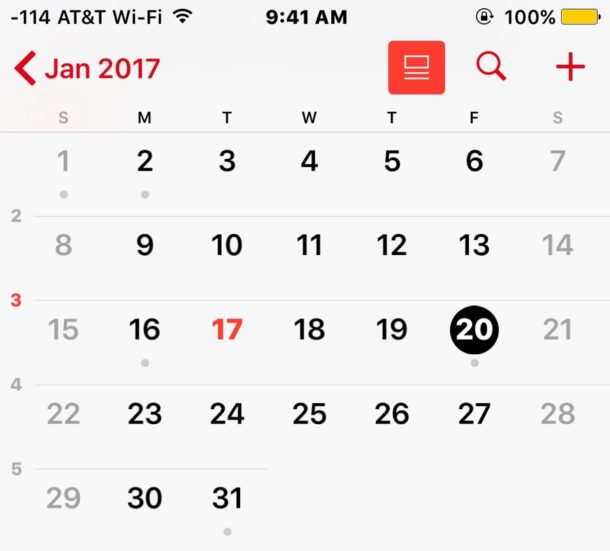 -114 AT&T Wi-Fi 9:41 AM 100%
Jan 2017
S M T W T F S
1 2 3 4 5 6 7
2
8 9 10 11 12 13 14
3
15 16 17 18 19 20 21
4
22 23 24 25 26 27 28
5
29 30 31